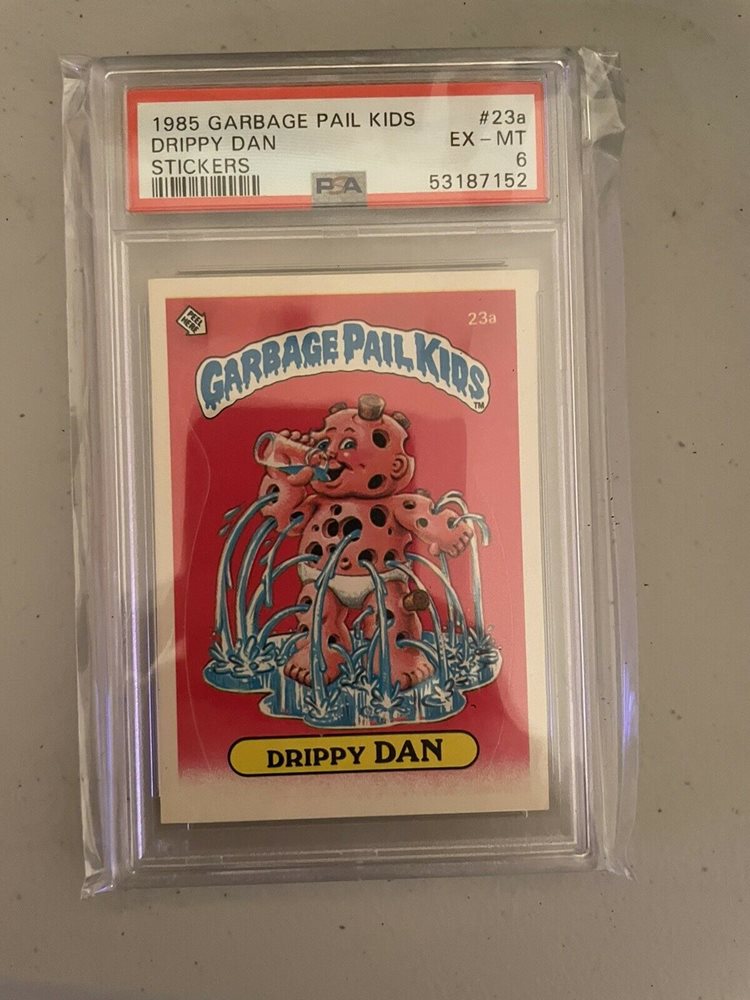 1985 GARBAGE PAIL KIDS #23a
DRIPPY DAN EX - MT
STICKERS 6
PSA 53187152
PEEL HERE
23a
GARBAGE PAIL KIDS
TM
DRIPPY DAN